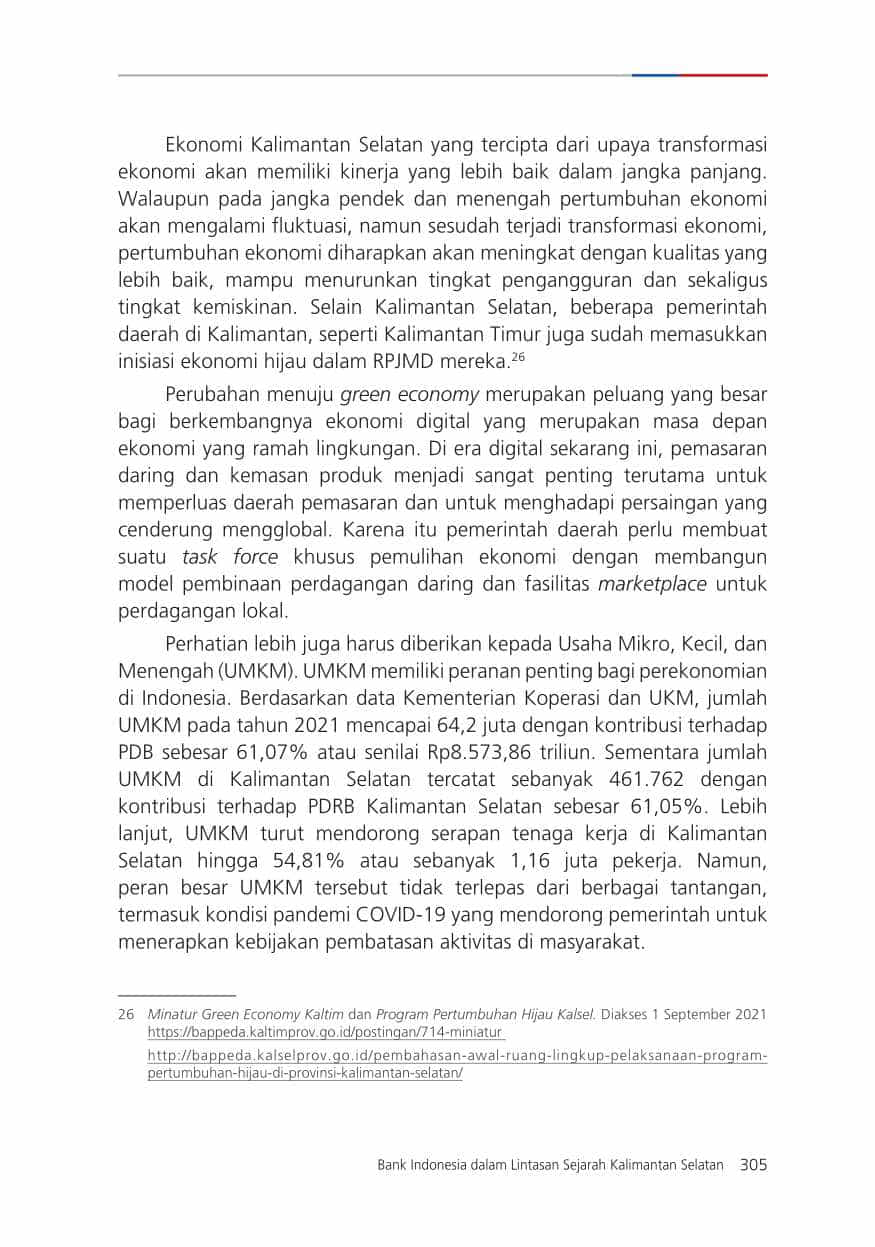 Ekonomi Kalimantan Selatan yang tercipta dari upaya transformasi
ekonomi akan memiliki kinerja yang lebih baik dalam jangka panjang.
Walaupun pada jangka pendek dan menengah pertumbuhan ekonomi
akan mengalami fluktuasi, namun sesudah terjadi transformasi ekonomi,
pertumbuhan ekonomi diharapkan akan meningkat dengan kualitas yang
lebih baik, mampu menurunkan tingkat pengangguran dan sekaligus
tingkat kemiskinan. Selain Kalimantan Selatan, beberapa pemerintah
daerah di Kalimantan, seperti Kalimantan Timur juga sudah memasukkan
inisiasi ekonomi hijau dalam RPJMD mereka.26
Perubahan menuju green economy merupakan peluang yang besar
bagi berkembangnya ekonomi digital yang merupakan masa depan
ekonomi yang ramah lingkungan. Di era digital sekarang ini, pemasaran
daring dan kemasan produk menjadi sangat penting terutama untuk
memperluas daerah pemasaran dan untuk menghadapi persaingan yang
cenderung mengglobal. Karena itu pemerintah daerah perlu membuat
suatu task force khusus pemulihan ekonomi dengan membangun
model pembinaan perdagangan daring dan fasilitas marketplace untuk
perdagangan lokal.
Perhatian lebih juga harus diberikan kepada Usaha Mikro, Kecil, dan
Menengah (UMKM). UMKM memiliki peranan penting bagi perekonomian
di Indonesia. Berdasarkan data Kementerian Koperasi dan UKM, jumlah
UMKM pada tahun 2021 mencapai 64,2 juta dengan kontribusi terhadap
PDB sebesar 61,07% atau senilai Rp8.573,86 triliun. Sementara jumlah
UMKM di Kalimantan Selatan tercatat sebanyak 461.762 dengan
kontribusi terhadap PDRB Kalimantan Selatan sebesar 61,05%. Lebih
lanjut, UMKM turut mendorong serapan tenaga kerja di Kalimantan
Selatan hingga 54,81% atau sebanyak 1,16 juta pekerja. Namun,
peran besar UMKM tersebut tidak terlepas dari berbagai tantangan,
termasuk kondisi pandemi COVID-19 yang mendorong pemerintah untuk
menerapkan kebijakan pembatasan aktivitas di masyarakat.
26 Minatur Green Economy Kaltim dan Program Pertumbuhan Hijau Kalsel. Diakses 1 September 2021
https://bappeda.kaltimprov.go.id/postingan/714-miniatur
http://bappeda.kalselprov.go.id/pembahasan-awal-ruang-lingkup-pelaksanaan-program-
pertumbuhan-hijau-di-provinsi-kalimantan-selatan/
Bank Indonesia dalam Lintasan Sejarah Kalimantan Selatan 305